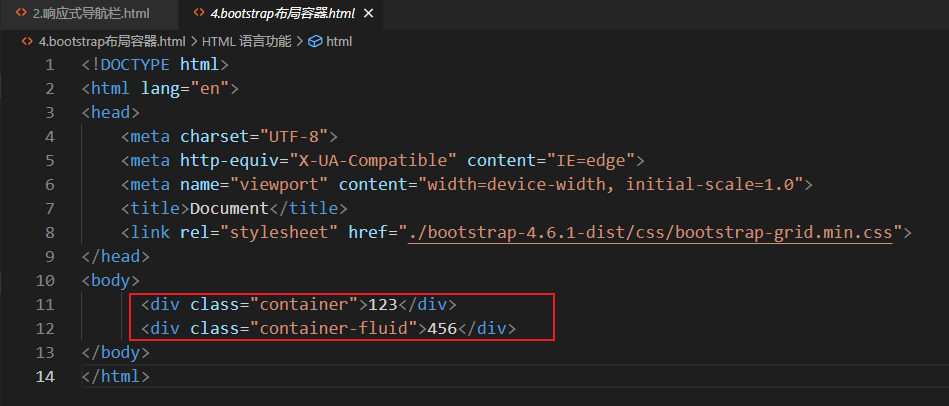 2.响应式导航栏.html 4.bootstrap布局容器.html
4.bootstrap布局容器.html > HTML 语言功能 > html
1 <!DOCTYPE html>
2 <html lang="en">
3 <head>
4 <meta charset="UTF-8">
5 <meta http-equiv="X-UA-Compatible" content="IE=edge">
6 <meta name="viewport" content="width=device-width, initial-scale=1.0">
7 <title>Document</title>
8 <link rel="stylesheet" href="./bootstrap-4.6.1-dist/css/bootstrap-grid.min.css">
9 </head>
10 <body>
11 <div class="container">123</div>
12 <div class="container-fluid">456</div>
13 </body>
14 </html>